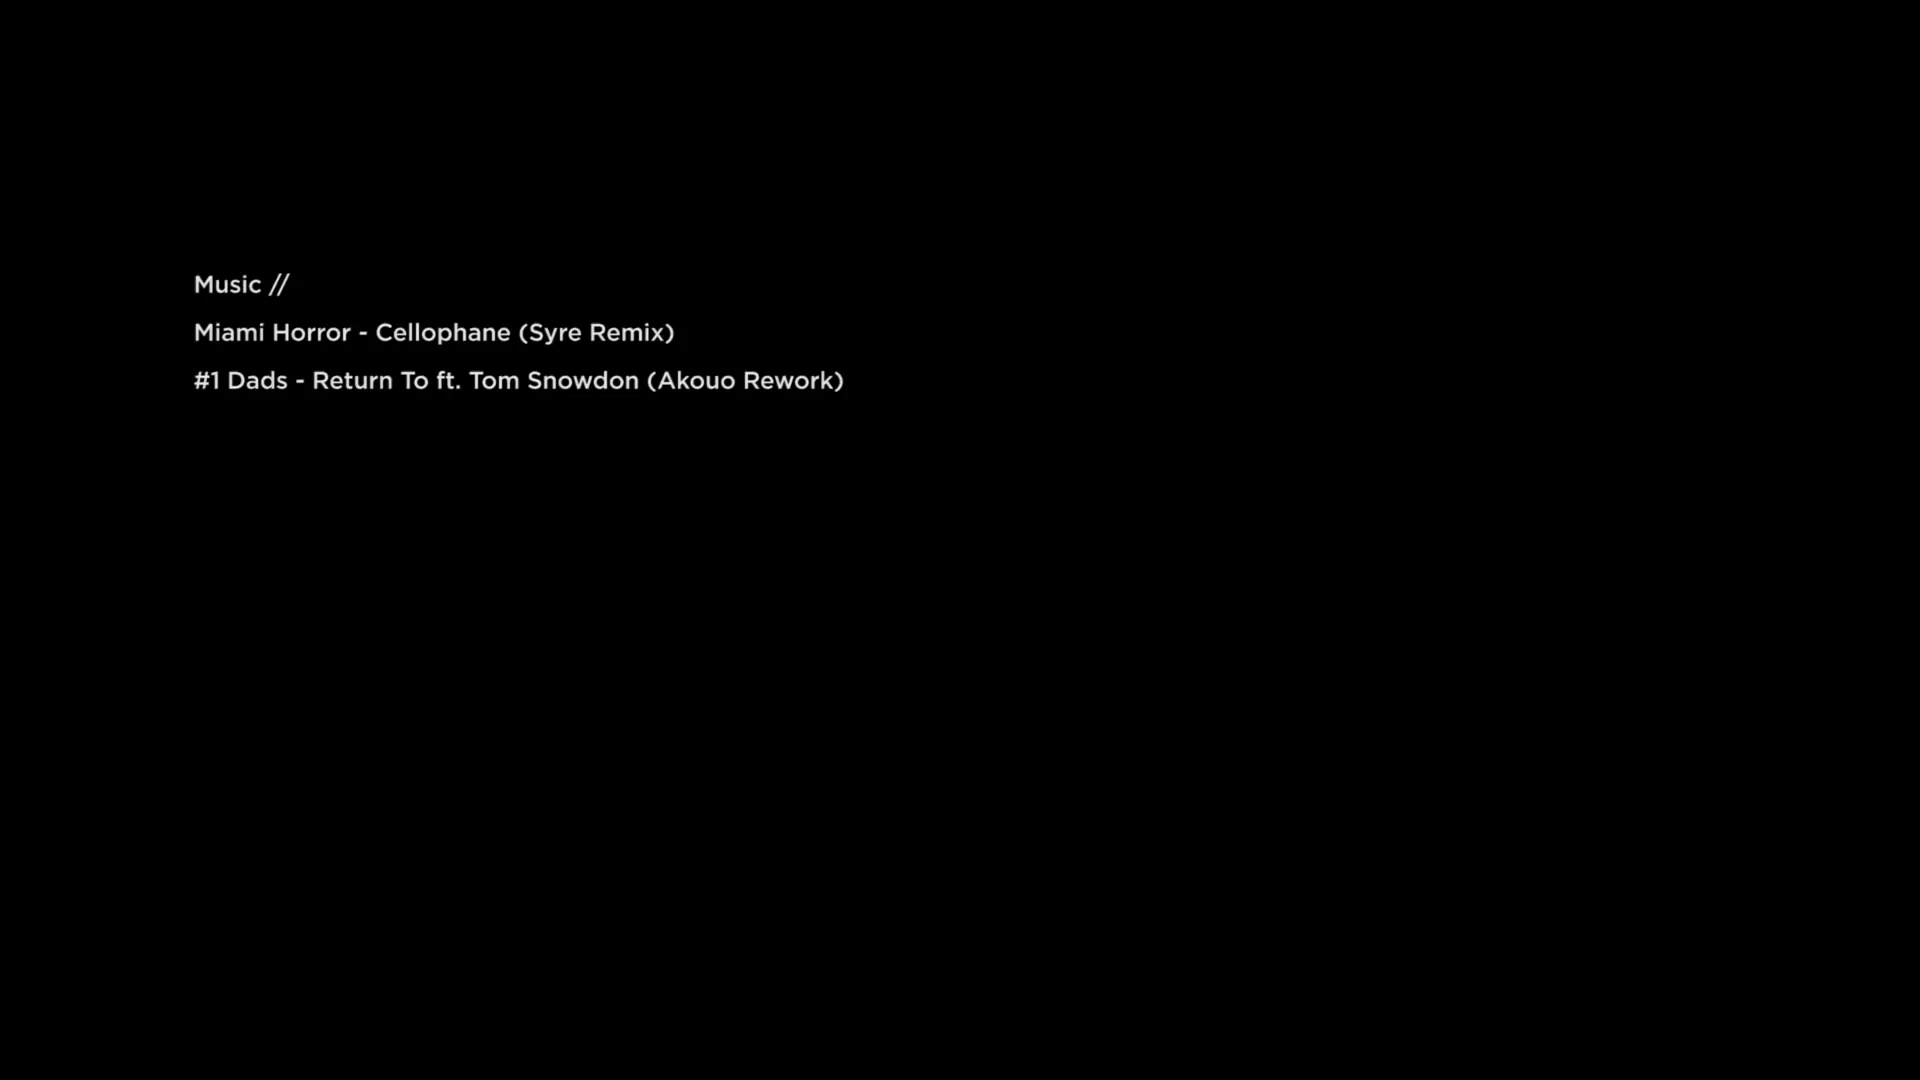 Music //
Miami Horror - Cellophane (Syre Remix)
#1 Dads - Return To ft. Tom Snowdon (Akouo Rework)